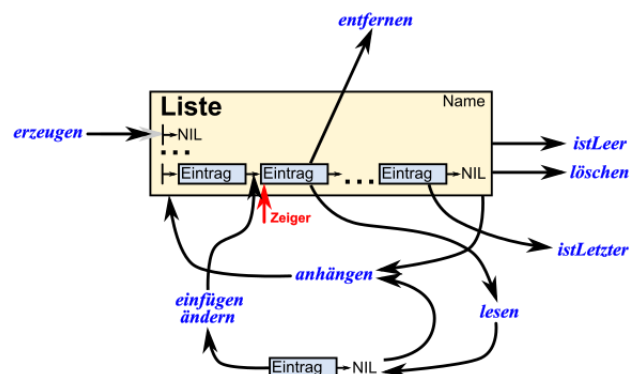 entfernen
Liste
Name
erzeugen
NIL
...
istLeer
Eintrag
Eintrag
...
Eintrag
NIL
löschen
Zeiger
istLetzter
anhängen
einfügen
ändern
lesen
Eintrag
NIL